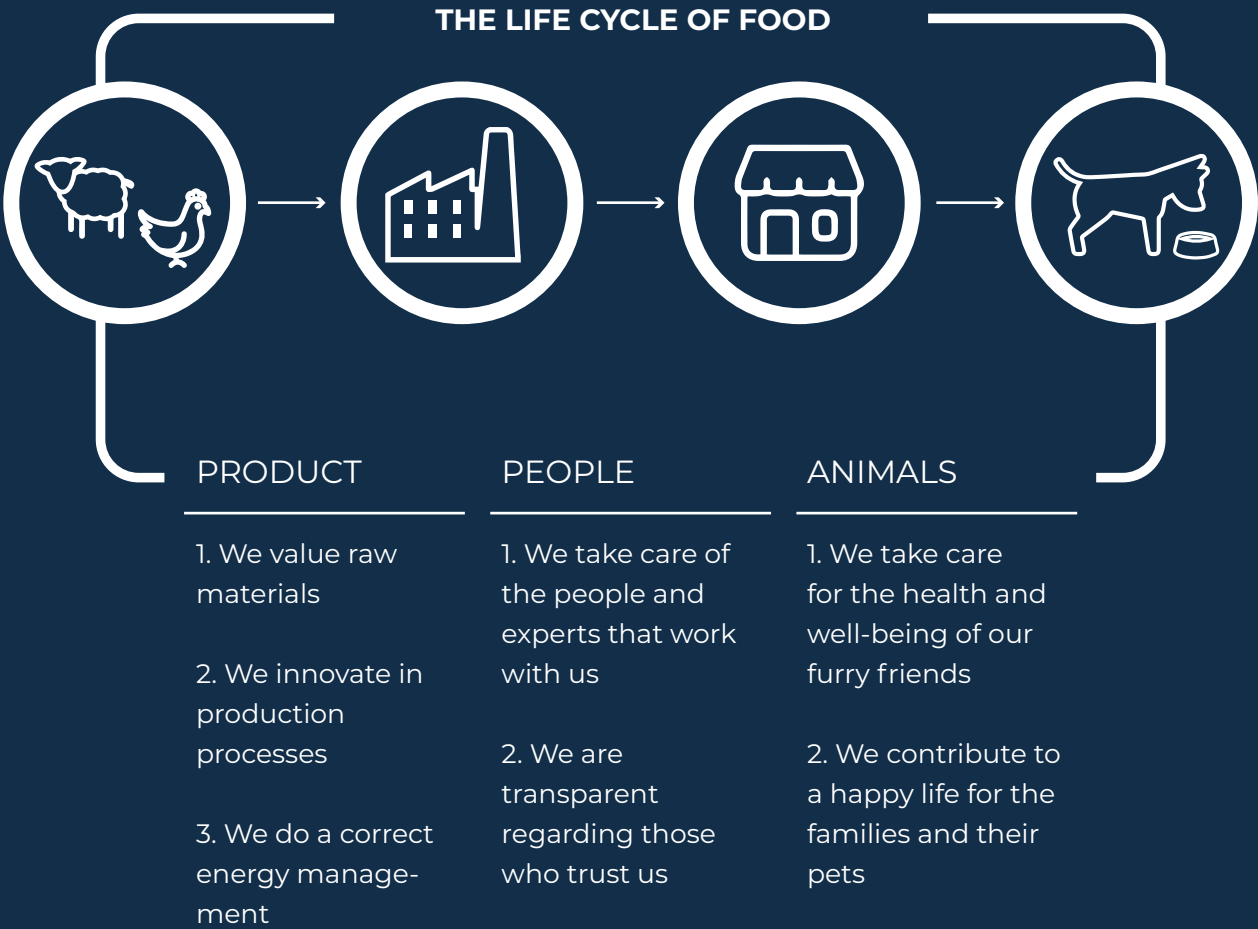 THE LIFE CYCLE OF FOOD
PRODUCT
1. We value raw
materials
2. We innovate in
production
processes
3. We do a correct
energy manage-
ment
PEOPLE
1. We take care of
the people and
experts that work
with us
2. We are
transparent
regarding those
who trust us
ANIMALS
1. We take care
for the health and
well-being of our
furry friends
2. We contribute to
a happy life for the
families and their
pets